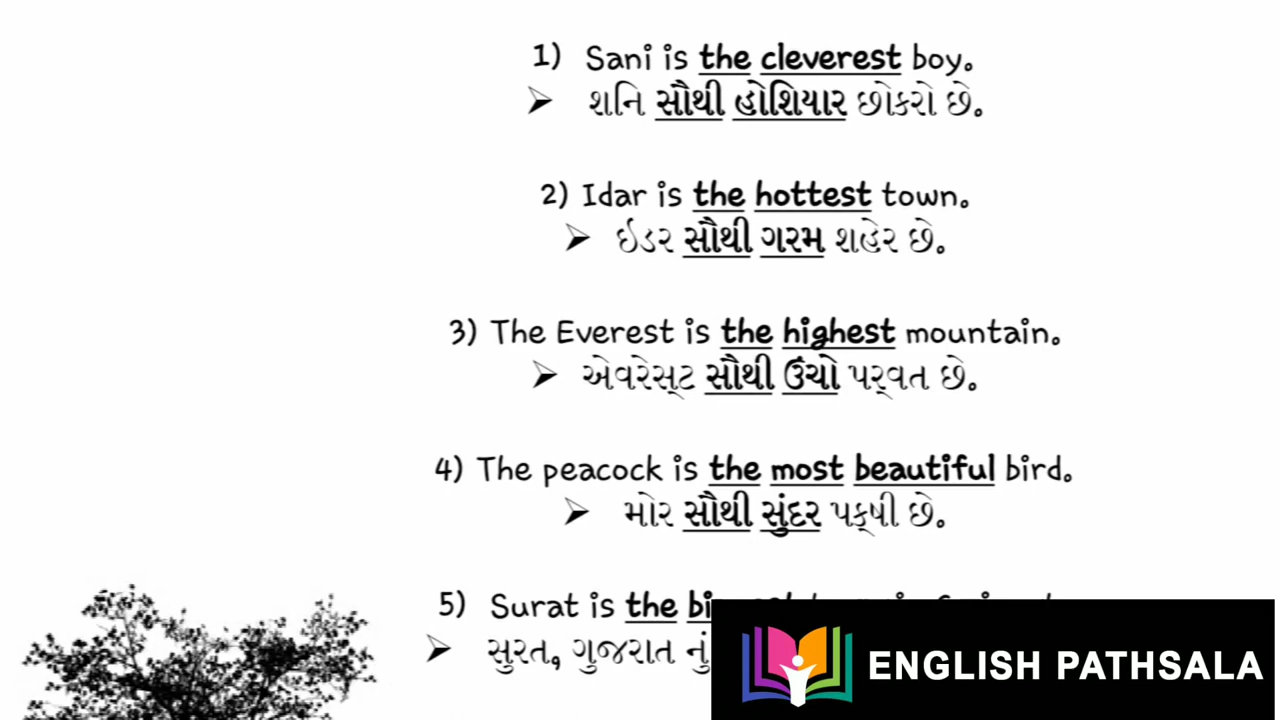 1) Sani is the cleverest boy.
➤ શનિ સૌથી હોશિયાર છોકરો છે.
2) Idar is the hottest town.
➤ ઇડર સૌથી ગરમ શહેર છે.
3) The Everest is the highest mountain.
➤ એવરેસ્ટ સૌથી ઉંચો પર્વત છે.
4) The peacock is the most beautiful bird.
➤ મોર સૌથી સુંદર પક્ષી છે.
5) Surat is the
➤ સુરત, ગુજરાત નું
ENGLISH PATHSALA